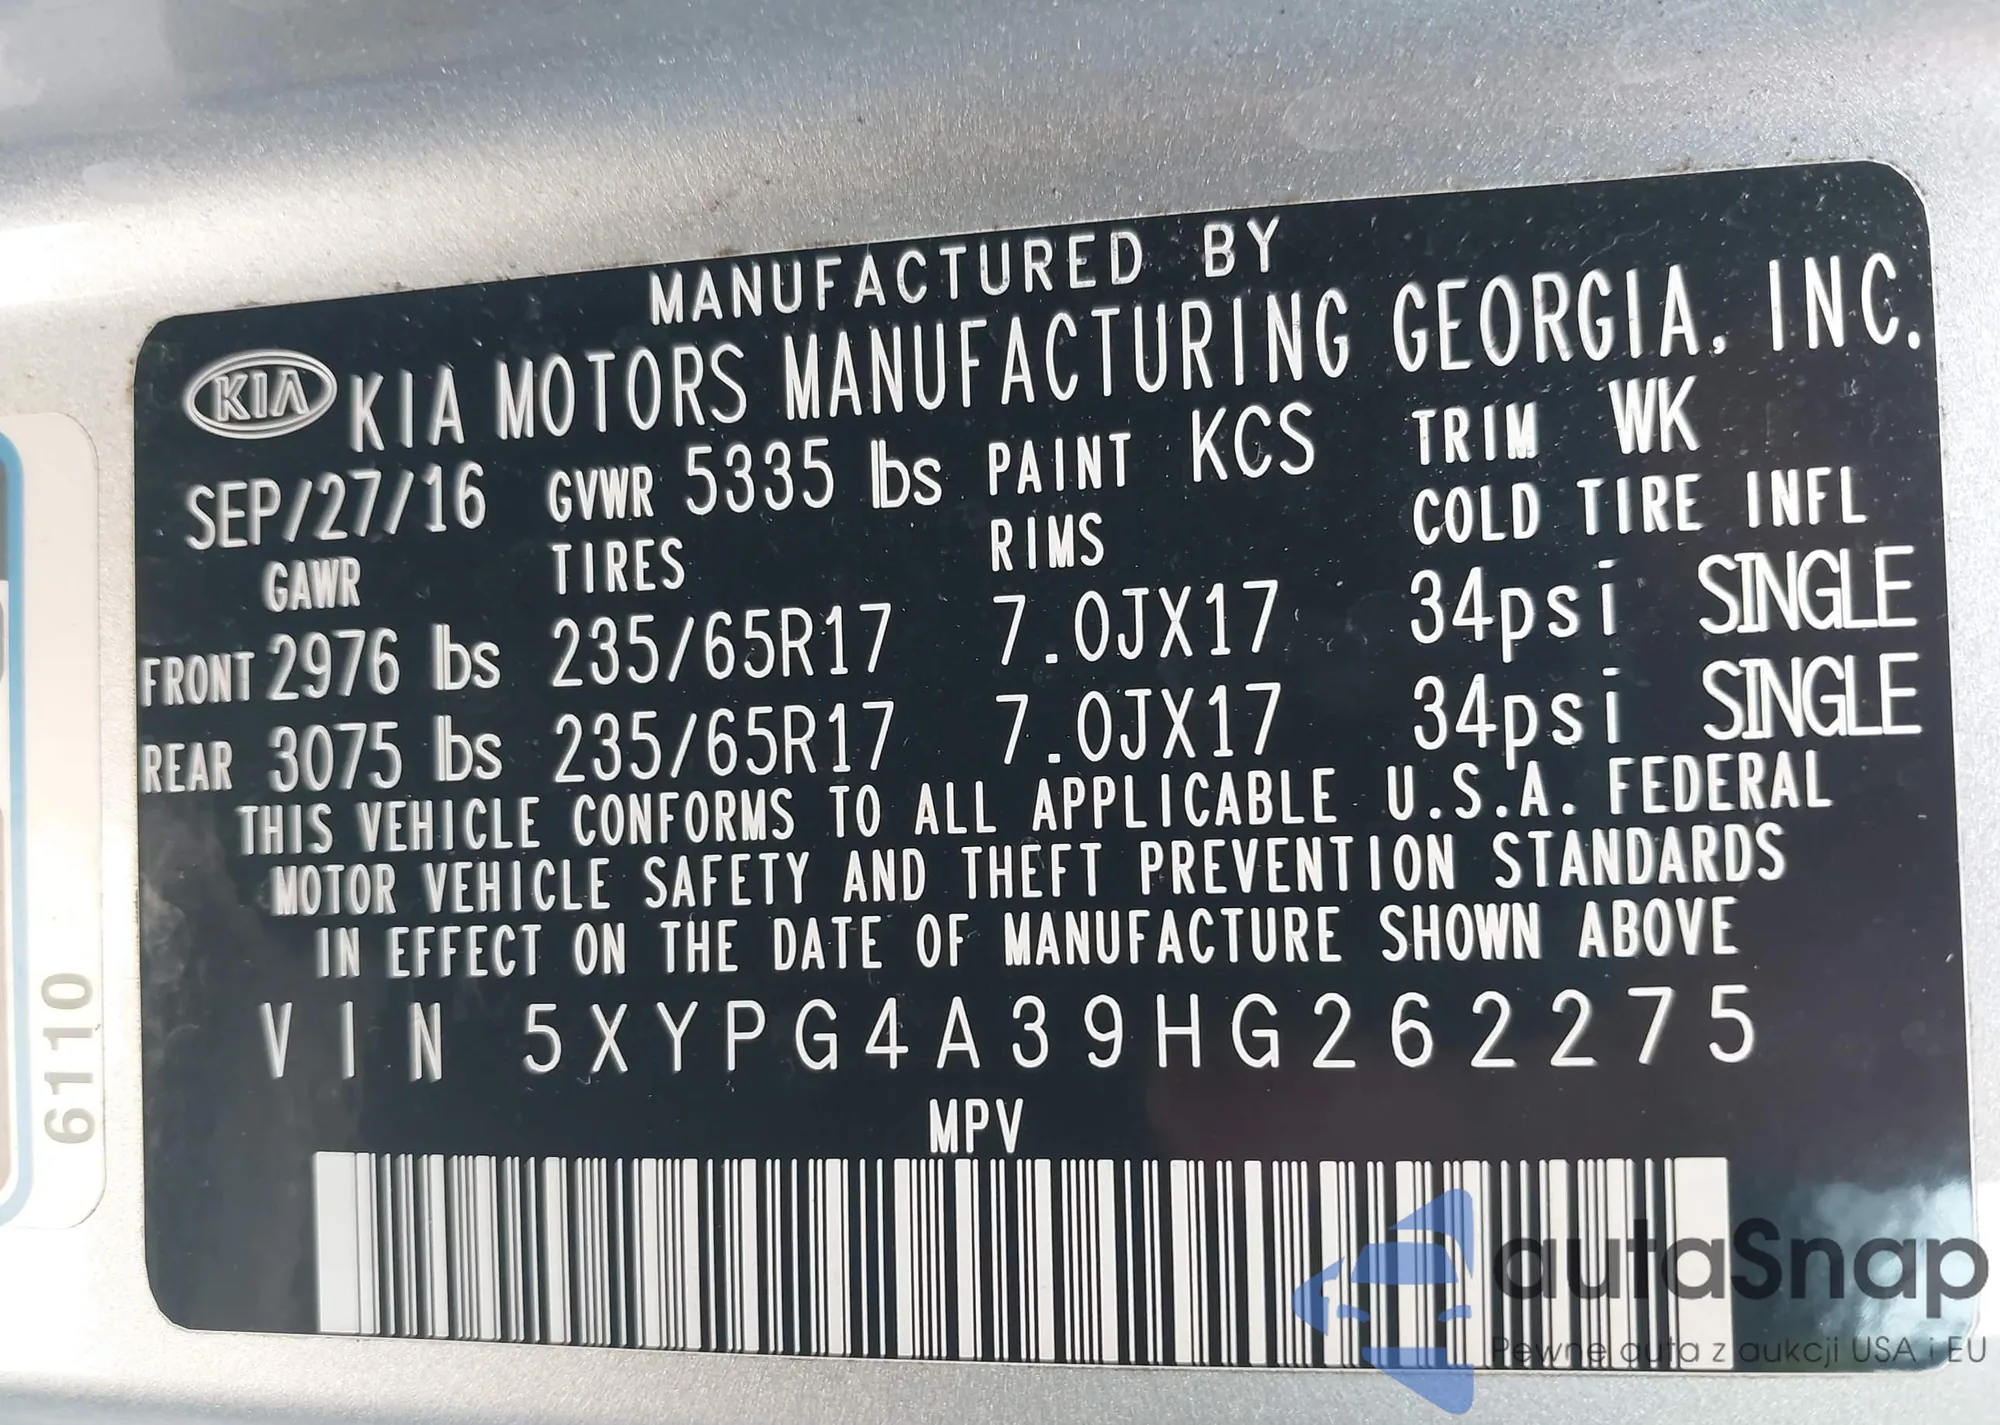 MANUFACTURED BY
KIA KIA MOTORS MANUFACTURING GEORGIA, INC.
SEP/27/16 GVWR 5335 lbs PAINT KCS TRIM WK
GAWR TIRES RIMS COLD TIRE INFL
FRONT 2976 lbs 235/65R17 7.0JX17 34psi SINGLE
REAR 3075 lbs 235/65R17 7.0JX17 34psi SINGLE
THIS VEHICLE CONFORMS TO ALL APPLICABLE U.S.A. FEDERAL
MOTOR VEHICLE SAFETY AND THEFT PREVENTION STANDARDS
IN EFFECT ON THE DATE OF MANUFACTURE SHOWN ABOVE
VIN 5XYPG4A39HG262275
MPV
6110
autaSnap
Pewne auta z aukcji USA i EU